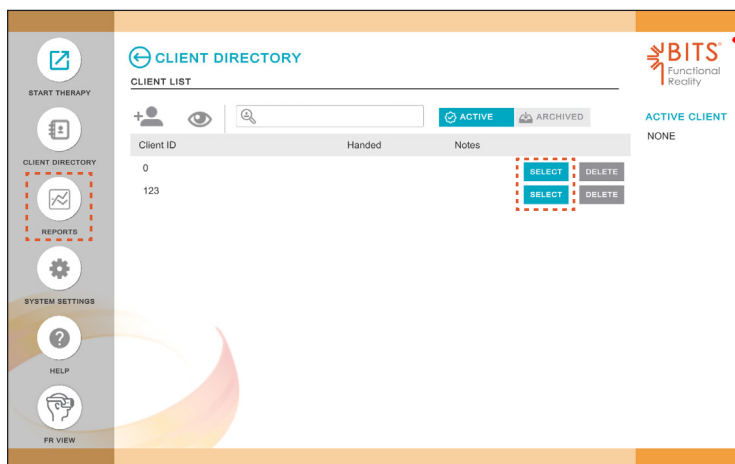 START THERAPY
CLIENT DIRECTORY
REPORTS
SYSTEM SETTINGS
HELP
FR VIEW
CLIENT DIRECTORY
CLIENT LIST
ACTIVE ARCHIVED
Client ID Handed Notes
0 SELECT DELETE
123 SELECT DELETE
BITS®
Functional
Reality
ACTIVE CLIENT
NONE